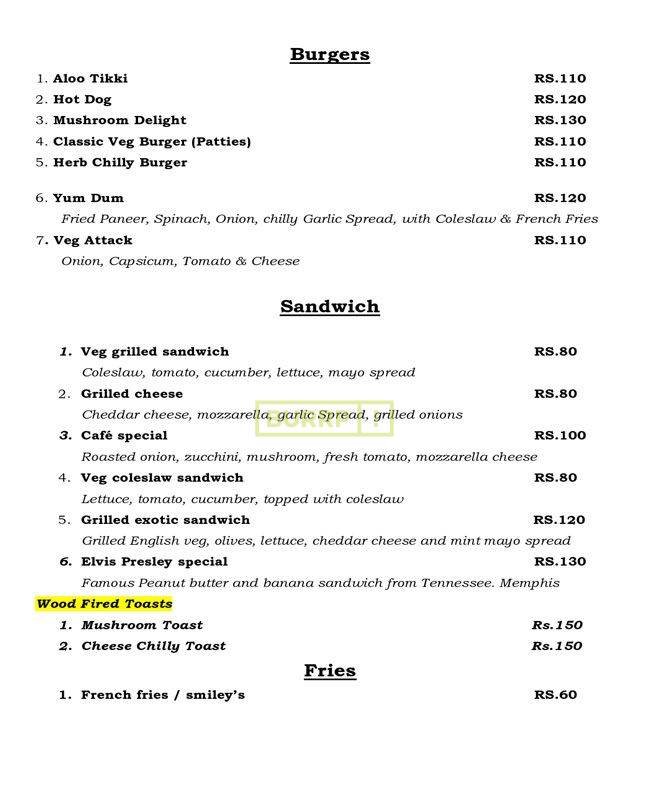 Burgers
1. Aloo Tikki RS.110
2. Hot Dog RS.120
3. Mushroom Delight RS.130
4. Classic Veg Burger (Patties) RS.110
5. Herb Chilly Burger RS.110
6. Yum Dum RS.120
Fried Paneer, Spinach, Onion, chilly Garlic Spread, with Coleslaw & French Fries
7. Veg Attack RS.110
Onion, Capsicum, Tomato & Cheese
Sandwich
1. Veg grilled sandwich RS.80
Coleslaw, tomato, cucumber, lettuce, mayo spread
2. Grilled cheese RS.80
Cheddar cheese, mozzarella, garlic Spread, grilled onions
BURRP!
3. Café special RS.100
Roasted onion, zucchini, mushroom, fresh tomato, mozzarella cheese
4. Veg coleslaw sandwich RS.80
Lettuce, tomato, cucumber, topped with coleslaw
5. Grilled exotic sandwich RS.120
Grilled English veg, olives, lettuce, cheddar cheese and mint mayo spread
6. Elvis Presley special RS.130
Famous Peanut butter and banana sandwich from Tennessee. Memphis
Wood Fired Toasts
1. Mushroom Toast Rs.150
2. Cheese Chilly Toast Rs.150
Fries
1. French fries / smiley's RS.60